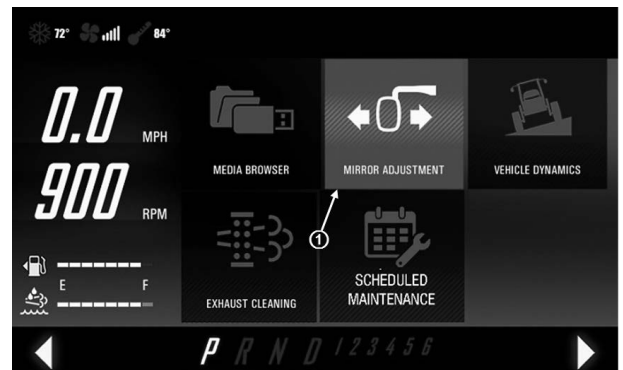 72° 84°
0.0 MPH
900 RPM
E F
MEDIA BROWSER
MIRROR ADJUSTMENT
VEHICLE DYNAMICS
1
EXHAUST CLEANING
SCHEDULED
MAINTENANCE
P R N D 1 2 3 4 5 6